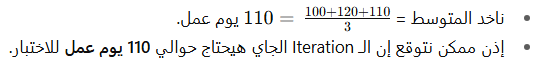 ناخد المتوسط = \frac{100+120+110}{3} = 110 يوم عمل.
إذن ممكن نتوقع إن الـ Iteration الجاي هيحتاج حوالي 110 يوم عمل للاختبار.